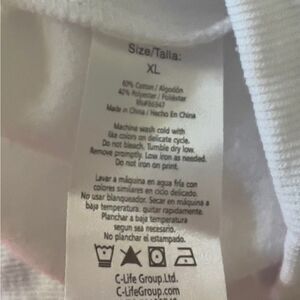 Size/Talla:
XL
60% Cotton / Algodón
40% Polyester / Poliéster
Made in China / Hecho En China
Machine wash cold with
like colors on delicate cycle.
Do not bleach. Tumble dry low.
Remove promptly. Low iron as needed.
Do not iron on print.
Lavar a máquina en agua fría con
colores similares en ciclo delicado.
No usar blanqueador. Secar en máquina a
baja temperatura. quitar rapidamente.
Planchar a baja temperatura
segun sea necesario.
No planchar el estampado.
C-Life Group.Ltd.
C-LifeGroup.com